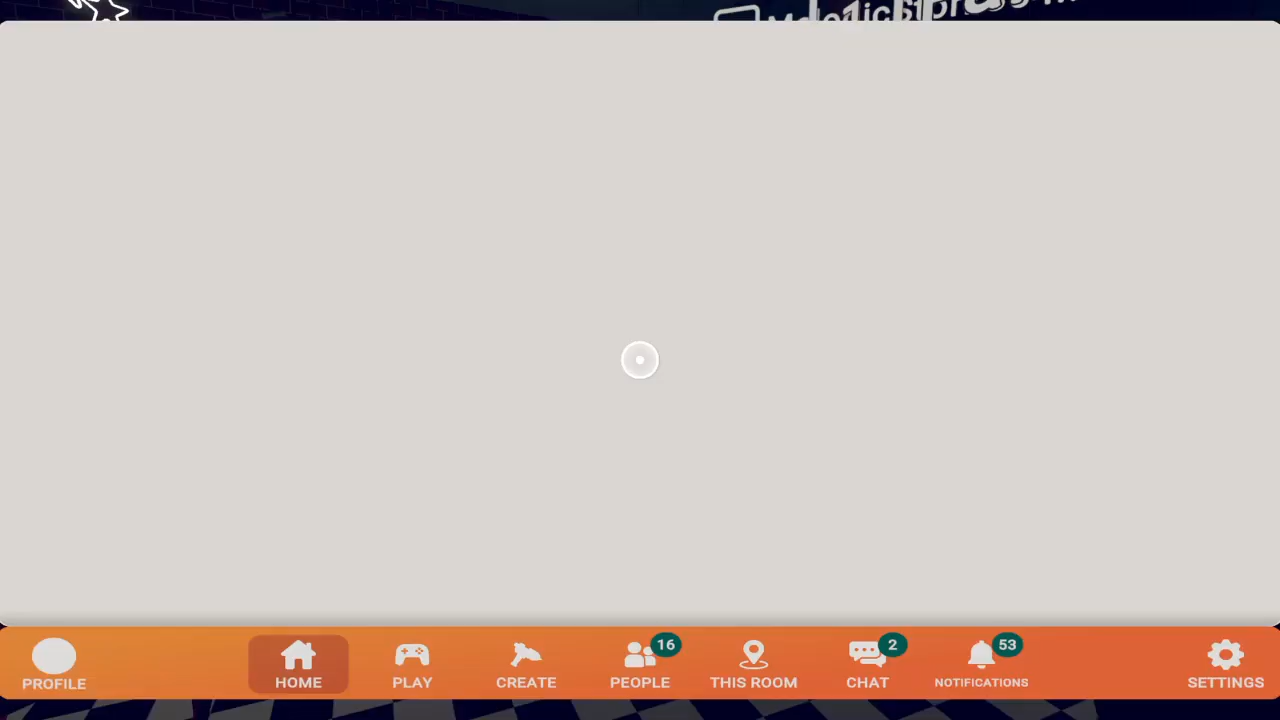 PROFILE
HOME
PLAY
CREATE
16
PEOPLE
THIS ROOM
2
CHAT
53
NOTIFICATIONS
SETTINGS